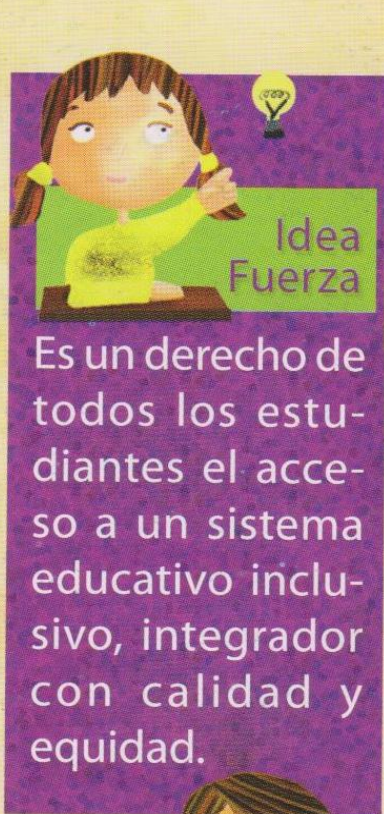 Idea
Fuerza
Es un derecho de
todos los estu-
diantes el acce-
so a un sistema
educativo inclu-
sivo, integrador
con calidad y
equidad.